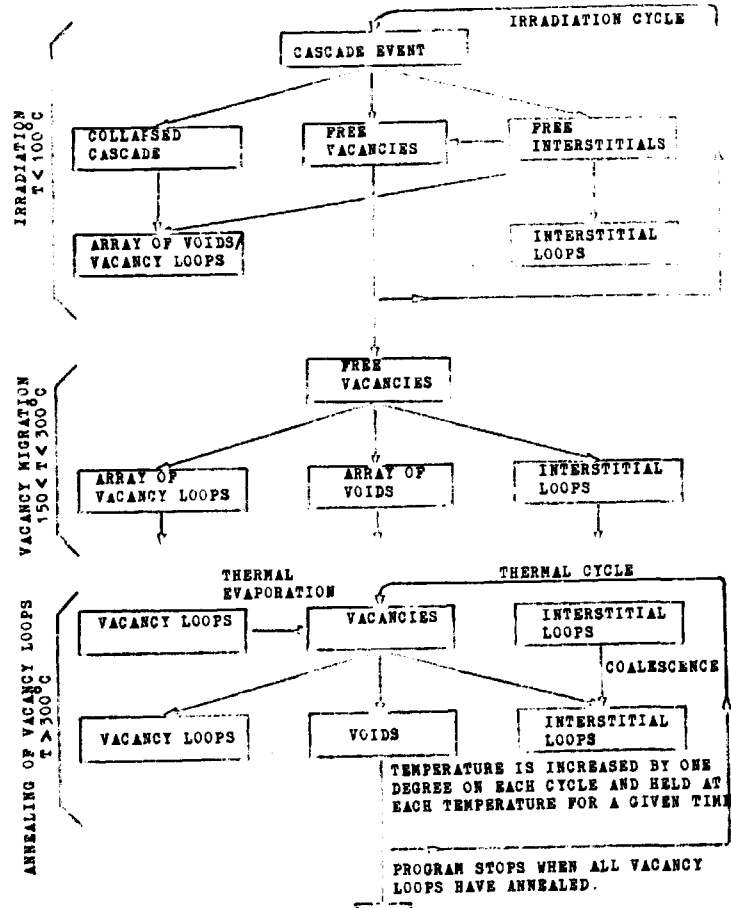 IRRADIATION CYCLE
CASCADE EVENT
IRRADIATION
T < 100°C
COLLAPSED
CASCADE
FREE
VACANCIES
FREE
INTERSTITIALS
ARRAY OF VOIDS/
VACANCY LOOPS
INTERSTITIAL
LOOPS
VACANCY MIGRATION
150 < T < 300°C
FREE
VACANCIES
ARRAY OF
VACANCY LOOPS
ARRAY OF
VOIDS
INTERSTITIAL
LOOPS
ANNEALING OF VACANCY LOOPS
T > 300°C
THERMAL
EVAPORATION
THERMAL CYCLE
VACANCY LOOPS
VACANCIES
INTERSTITIAL
LOOPS
COALESCENCE
VACANCY LOOPS
VOIDS
INTERSTITIAL
LOOPS
TEMPERATURE IS INCREASED BY ONE
DEGREE ON EACH CYCLE AND HELD AT
EACH TEMPERATURE FOR A GIVEN TIME
PROGRAM STOPS WHEN ALL VACANCY
LOOPS HAVE ANNEALED.